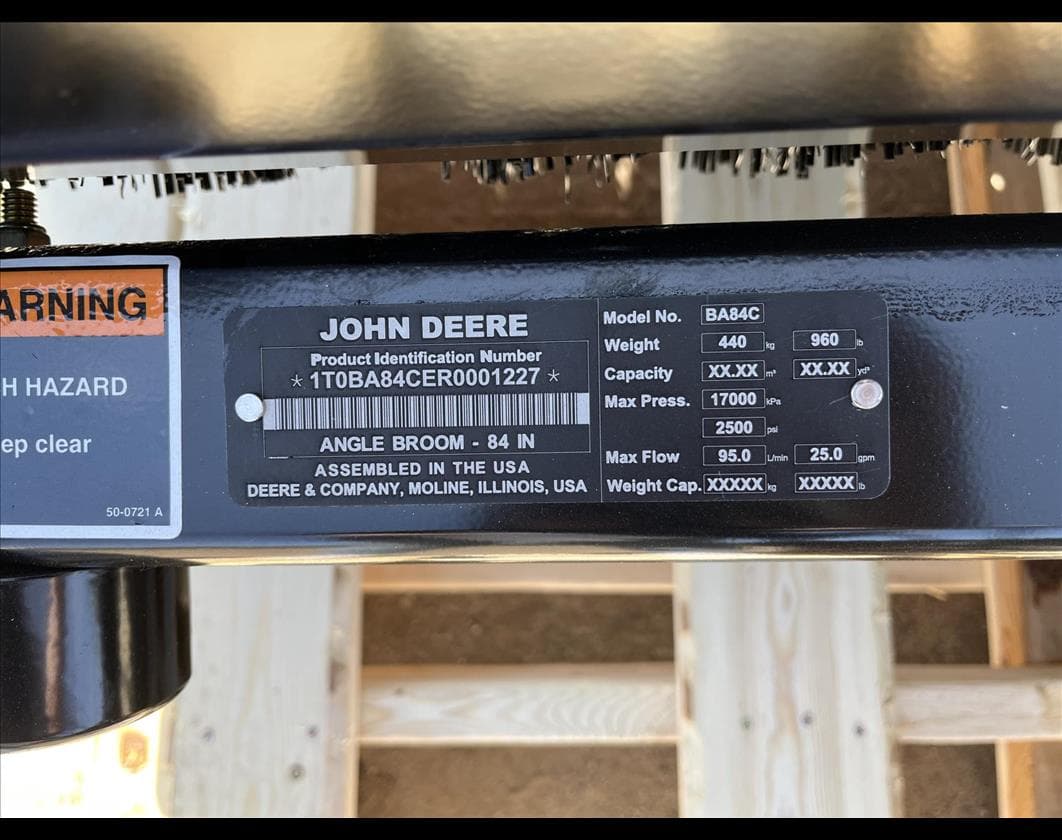 ARNING
H HAZARD
ep clear
50-0721 A
JOHN DEERE
Product Identification Number
* 1T0BA84CER0001227 *
ANGLE BROOM - 84 IN
ASSEMBLED IN THE USA
DEERE & COMPANY, MOLINE, ILLINOIS, USA
Model No. BA84C
Weight 440 kg 960 lb
Capacity XX.XX m³ XX.XX yd³
Max Press. 17000 kPa
2500 psi
Max Flow 95.0 L/min 25.0 gpm
Weight Cap. XXXXX kg XXXXX lb